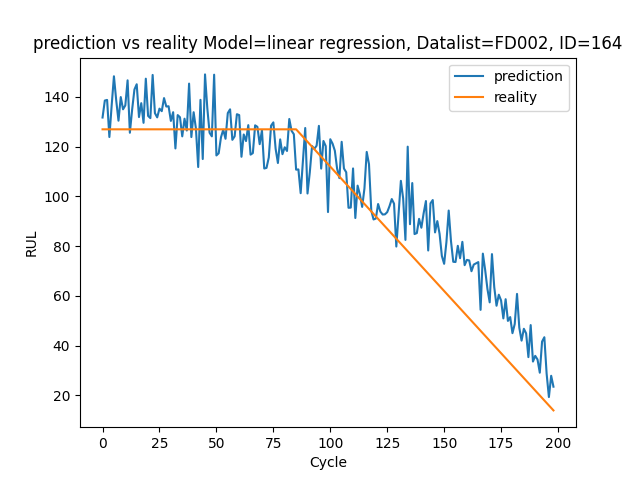 prediction vs reality Model=linear regression, Datalist=FD002, ID=164
prediction
reality
RUL
140
120
100
80
60
40
20
0 25 50 75 100 125 150 175 200
Cycle